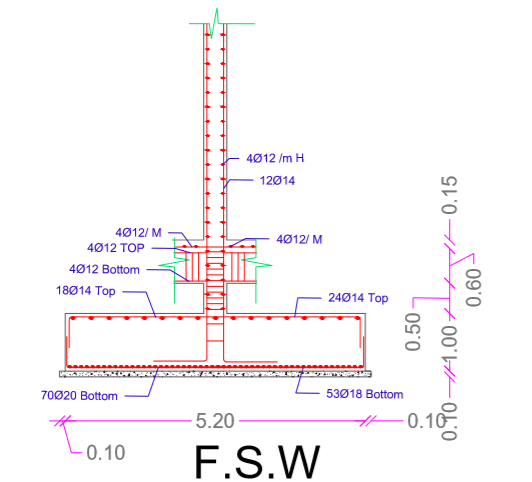 4Ø12 /m H
12Ø14
4Ø12/ M
4Ø12/ M
4Ø12 TOP
4Ø12 Bottom
18Ø14 Top
24Ø14 Top
70Ø20 Bottom
53Ø18 Bottom
0.15
0.60
0.50
1.00
0.10
5.20
0.10
0.10
F.S.W